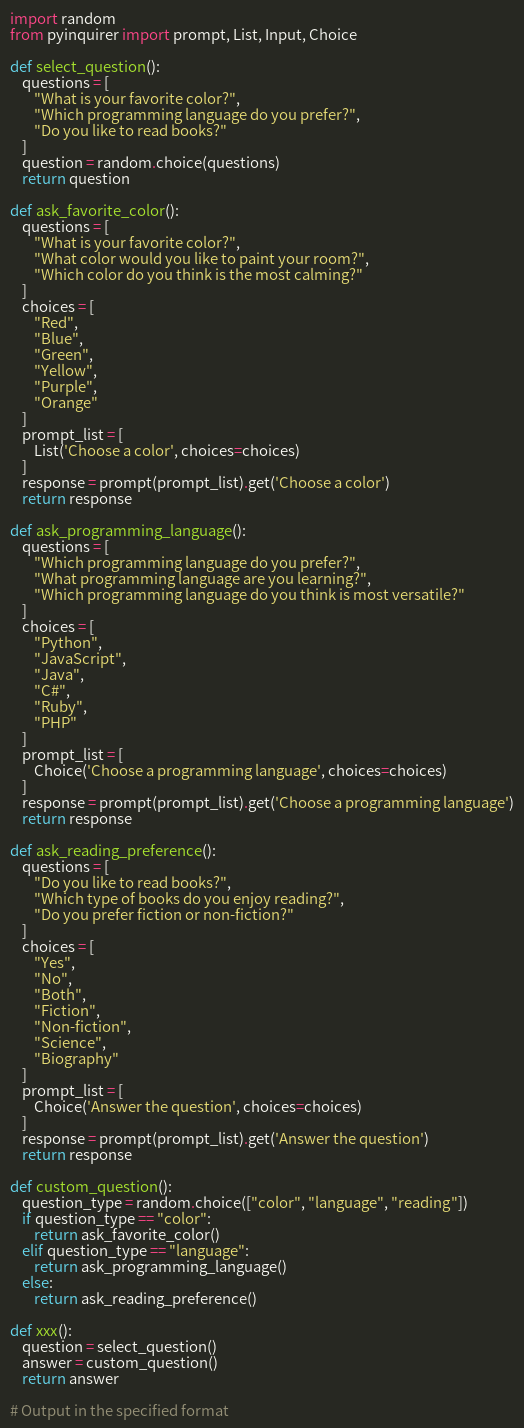 import random
from pyinquirer import prompt, List, Input, Choice

def select_question():
    questions = [
        "What is your favorite color?",
        "Which programming language do you prefer?",
        "Do you like to read books?"
    ]
    question = random.choice(questions)
    return question

def ask_favorite_color():
    questions = [
        "What is your favorite color?",
        "What color would you like to paint your room?",
        "Which color do you think is the most calming?"
    ]
    choices = [
        "Red",
        "Blue",
        "Green",
        "Yellow",
        "Purple",
        "Orange"
    ]
    prompt_list = [
        List('Choose a color', choices=choices)
    ]
    response = prompt(prompt_list).get('Choose a color')
    return response

def ask_programming_language():
    questions = [
        "Which programming language do you prefer?",
        "What programming language are you learning?",
        "Which programming language do you think is most versatile?"
    ]
    choices = [
        "Python",
        "JavaScript",
        "Java",
        "C#",
        "Ruby",
        "PHP"
    ]
    prompt_list = [
        Choice('Choose a programming language', choices=choices)
    ]
    response = prompt(prompt_list).get('Choose a programming language')
    return response

def ask_reading_preference():
    questions = [
        "Do you like to read books?",
        "Which type of books do you enjoy reading?",
        "Do you prefer fiction or non-fiction?"
    ]
    choices = [
        "Yes",
        "No",
        "Both",
        "Fiction",
        "Non-fiction",
        "Science",
        "Biography"
    ]
    prompt_list = [
        Choice('Answer the question', choices=choices)
    ]
    response = prompt(prompt_list).get('Answer the question')
    return response

def custom_question():
    question_type = random.choice(["color", "language", "reading"])
    if question_type == "color":
        return ask_favorite_color()
    elif question_type == "language":
        return ask_programming_language()
    else:
        return ask_reading_preference()

def xxx():
    question = select_question()
    answer = custom_question()
    return answer

# Output in the specified format